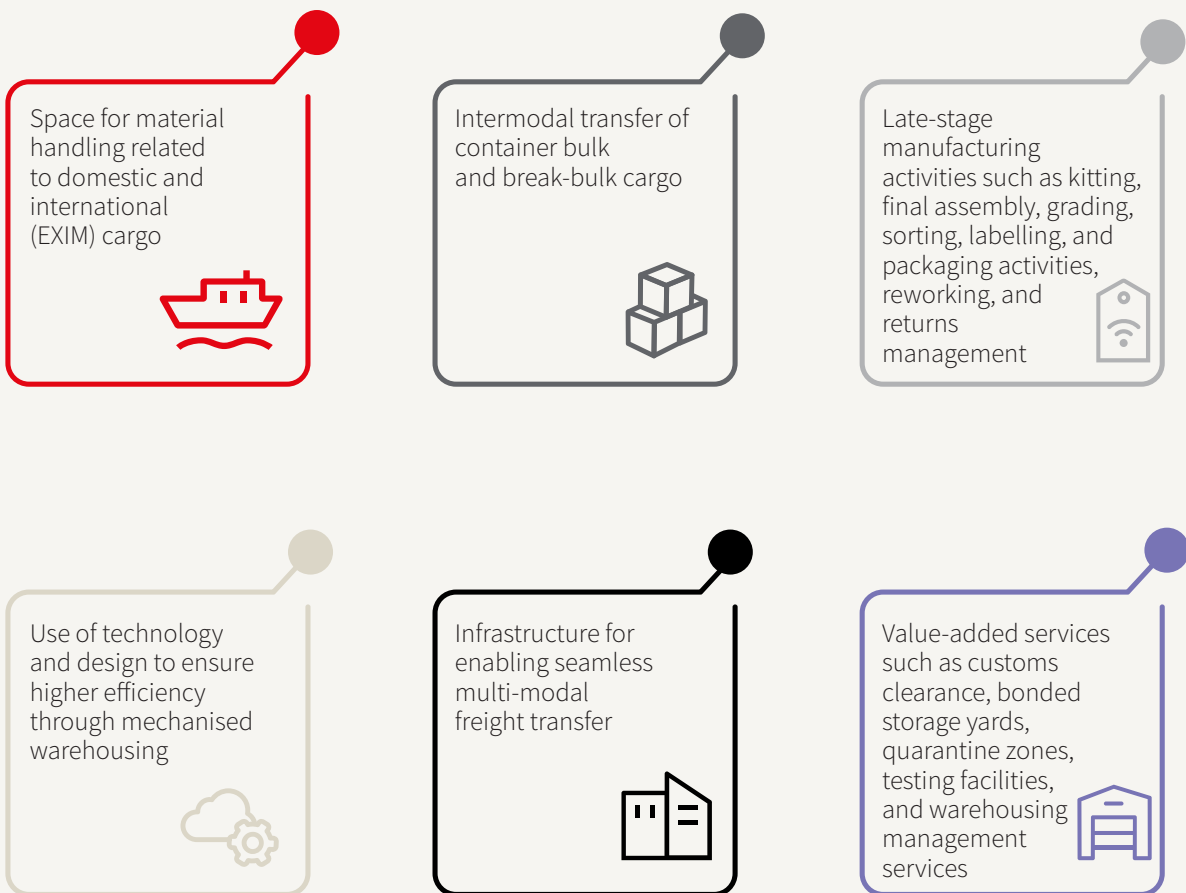 Space for material
handling related
to domestic and
international
(EXIM) cargo
Intermodal transfer of
container bulk
and break-bulk cargo
Late-stage
manufacturing
activities such as kitting,
final assembly, grading,
sorting, labelling, and
packaging activities,
reworking, and
returns
management
Use of technology
and design to ensure
higher efficiency
through mechanised
warehousing
Infrastructure for
enabling seamless
multi-modal
freight transfer
Value-added services
such as customs
clearance, bonded
storage yards,
quarantine zones,
testing facilities,
and warehousing
management
services